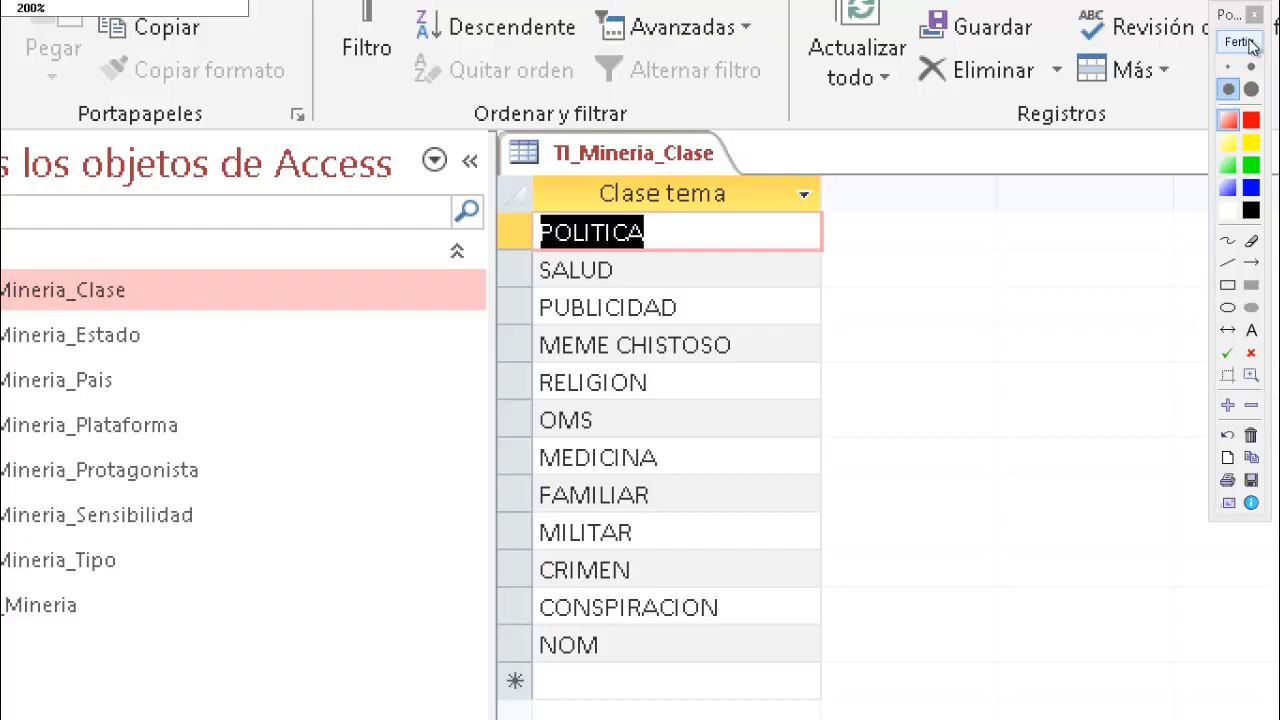 200%
Pegar
Copiar
Copiar formato
Portapapeles
Filtro
Descendente
Quitar orden
Avanzadas
Alternar filtro
Ordenar y filtrar
Actualizar
todo
Guardar
Eliminar
Revisión o
Más
Registros
Po...
s los objetos de Access
Mineria_Clase
Mineria_Estado
Mineria_Pais
Mineria_Plataforma
Mineria_Protagonista
Mineria_Sensibilidad
Mineria_Tipo
_Mineria
TI_Mineria_Clase
Clase tema
POLITICA
SALUD
PUBLICIDAD
MEME CHISTOSO
RELIGION
OMS
MEDICINA
FAMILIAR
MILITAR
CRIMEN
CONSPIRACION
NOM